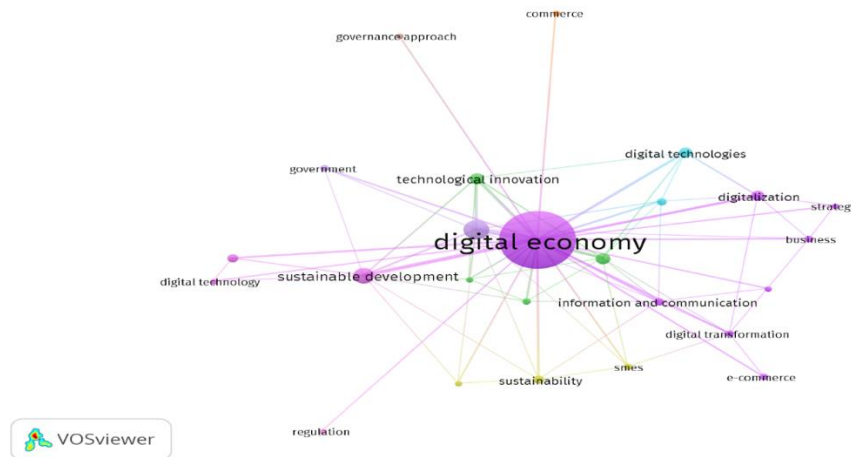 commerce
governance approach
digital technologies
government
technological innovation
digitalization
strateg
business
digital economy
sustainable development
digital technology
information and communication
digital transformation
smes
e-commerce
sustainability
regulation
VOSviewer